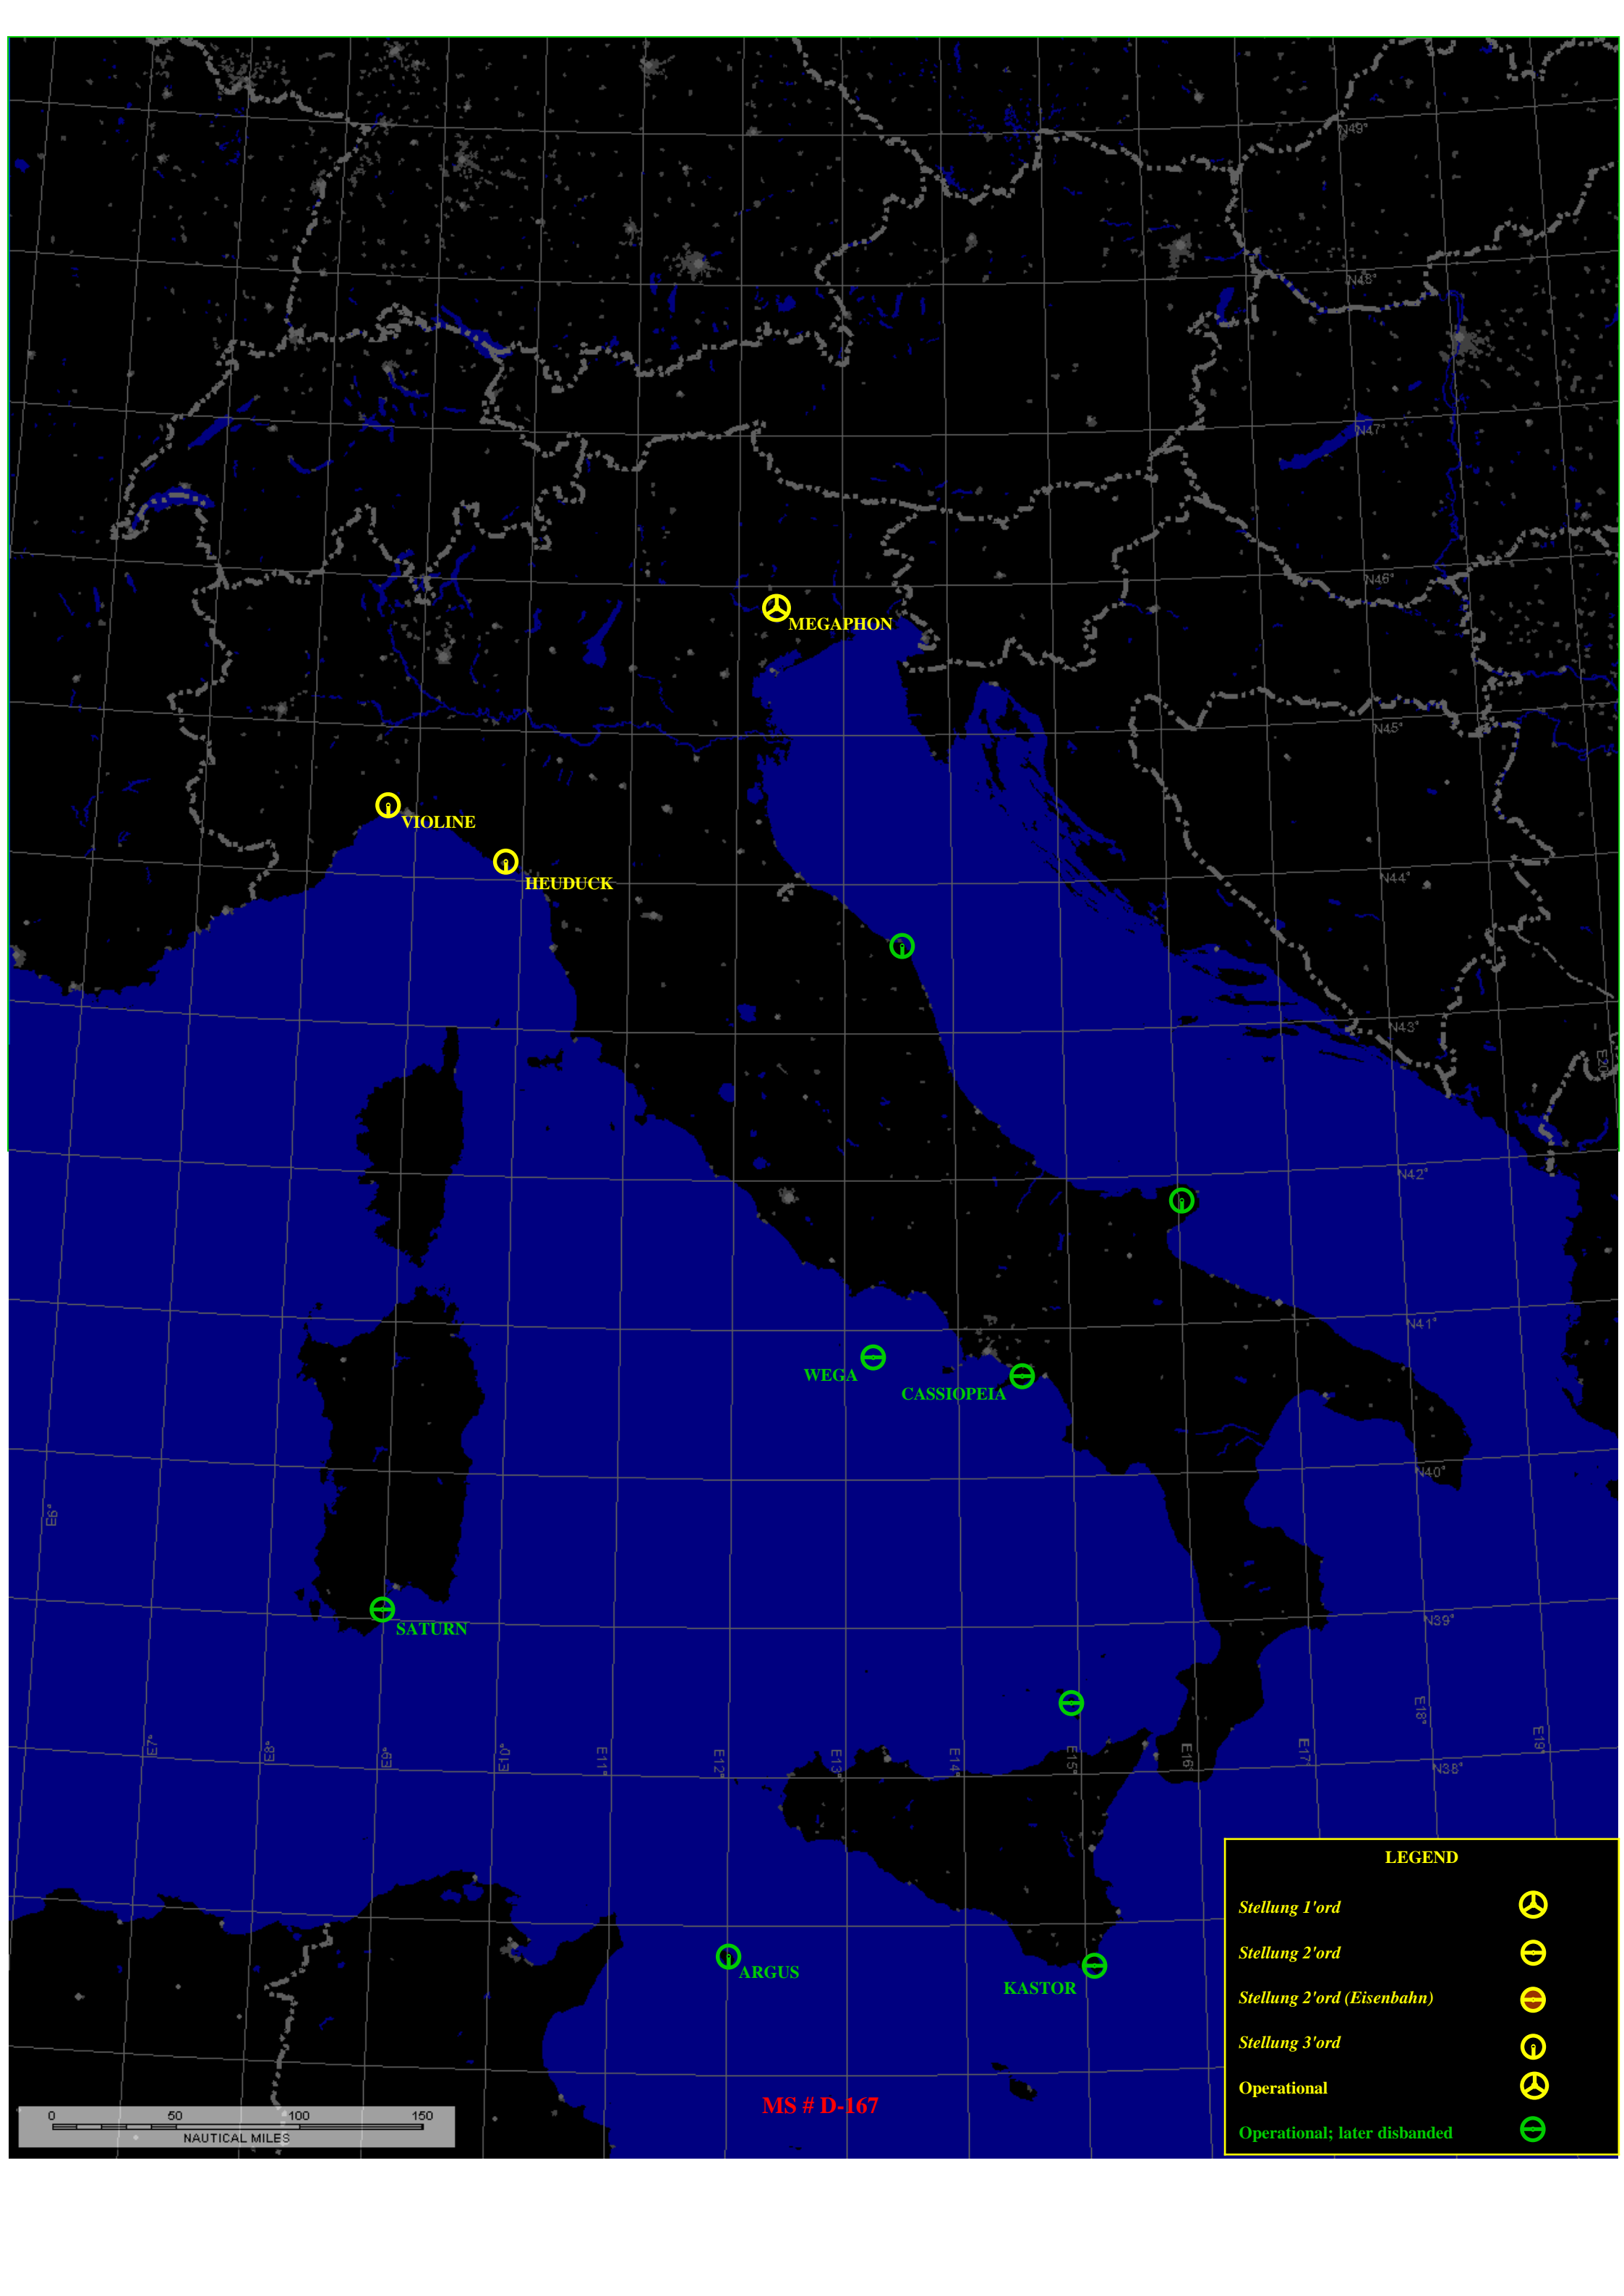 N49°
N48°
N47°
N46°
MEGAPHON
N45°
VIOLINE
N44°
HEUDUCK
N43°
E20°
N42°
N41°
WEGA
CASSIOPEIA
N40°
E6°
N39°
SATURN
E7°
E8°
E9°
E10°
E11°
E12°
E13°
E14°
E15°
E16°
E17°
E18°
E19°
N38°
ARGUS
KASTOR
LEGEND
Stellung 1'ord
Stellung 2'ord
Stellung 2'ord (Eisenbahn)
Stellung 3'ord
Operational
Operational; later disbanded
MS # D-167
0 50 100 150
NAUTICAL MILES